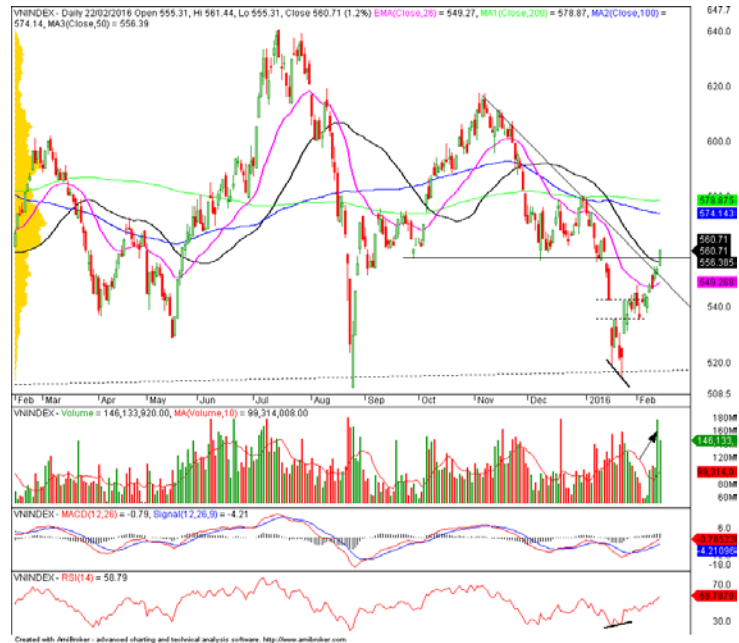 VNINDEX - Daily 22/02/2016 Open 555.31, Hi 561.44, Lo 555.31, Close 560.71 (1.2%) EMA(Close,26) = 549.27, MA1(Close,200) = 578.87, MA2(Close,100) =
574.14, MA3(Close,50) = 556.39
647.7
640.0
620.0
600.0
578.875
574.143
560.71
560.71
556.385
549.268
540.0
520.0
508.5
Feb Mar Apr May Jun Jul Aug Sep Oct Nov Dec 2016 Feb
VNINDEX - Volume = 146,133,920.00, MA(Volume,10) = 99,314,008.00
180M
146,133,
120M
99,314,0
60M
VNINDEX - MACD(12,26) = -0.79, Signal(12,26,9) = -4.21
6.0
-4.21096
-18.0
VNINDEX - RSI(14) = 58.79
70.0
58.7879
30.0
Created with AmiBroker - advanced charting and technical analysis software. http://www.amibroker.com